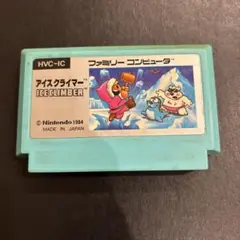 HVC-IC
ファミリー コンピュータ
アイスクライマー
ICE CLIMBER
© Nintendo 1984
MADE IN JAPAN